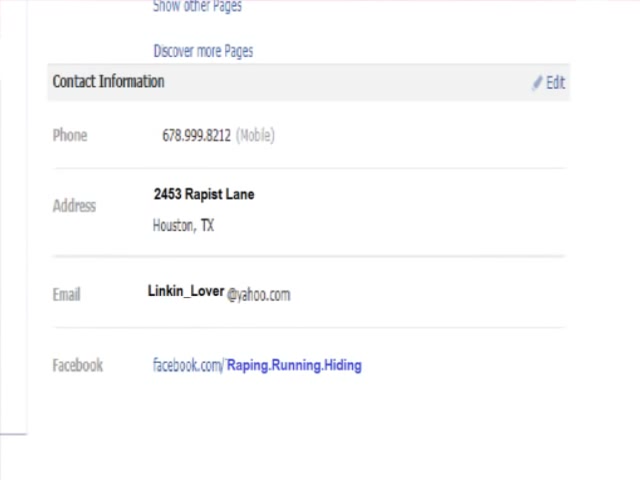 Show other Pages
Discover more Pages
Contact Information Edit
Phone 678.999.8212 (Mobile)
Address 2453 Rapist Lane
Houston, TX
Email Linkin_Lover @yahoo.com
Facebook facebook.com/Raping.Running.Hiding